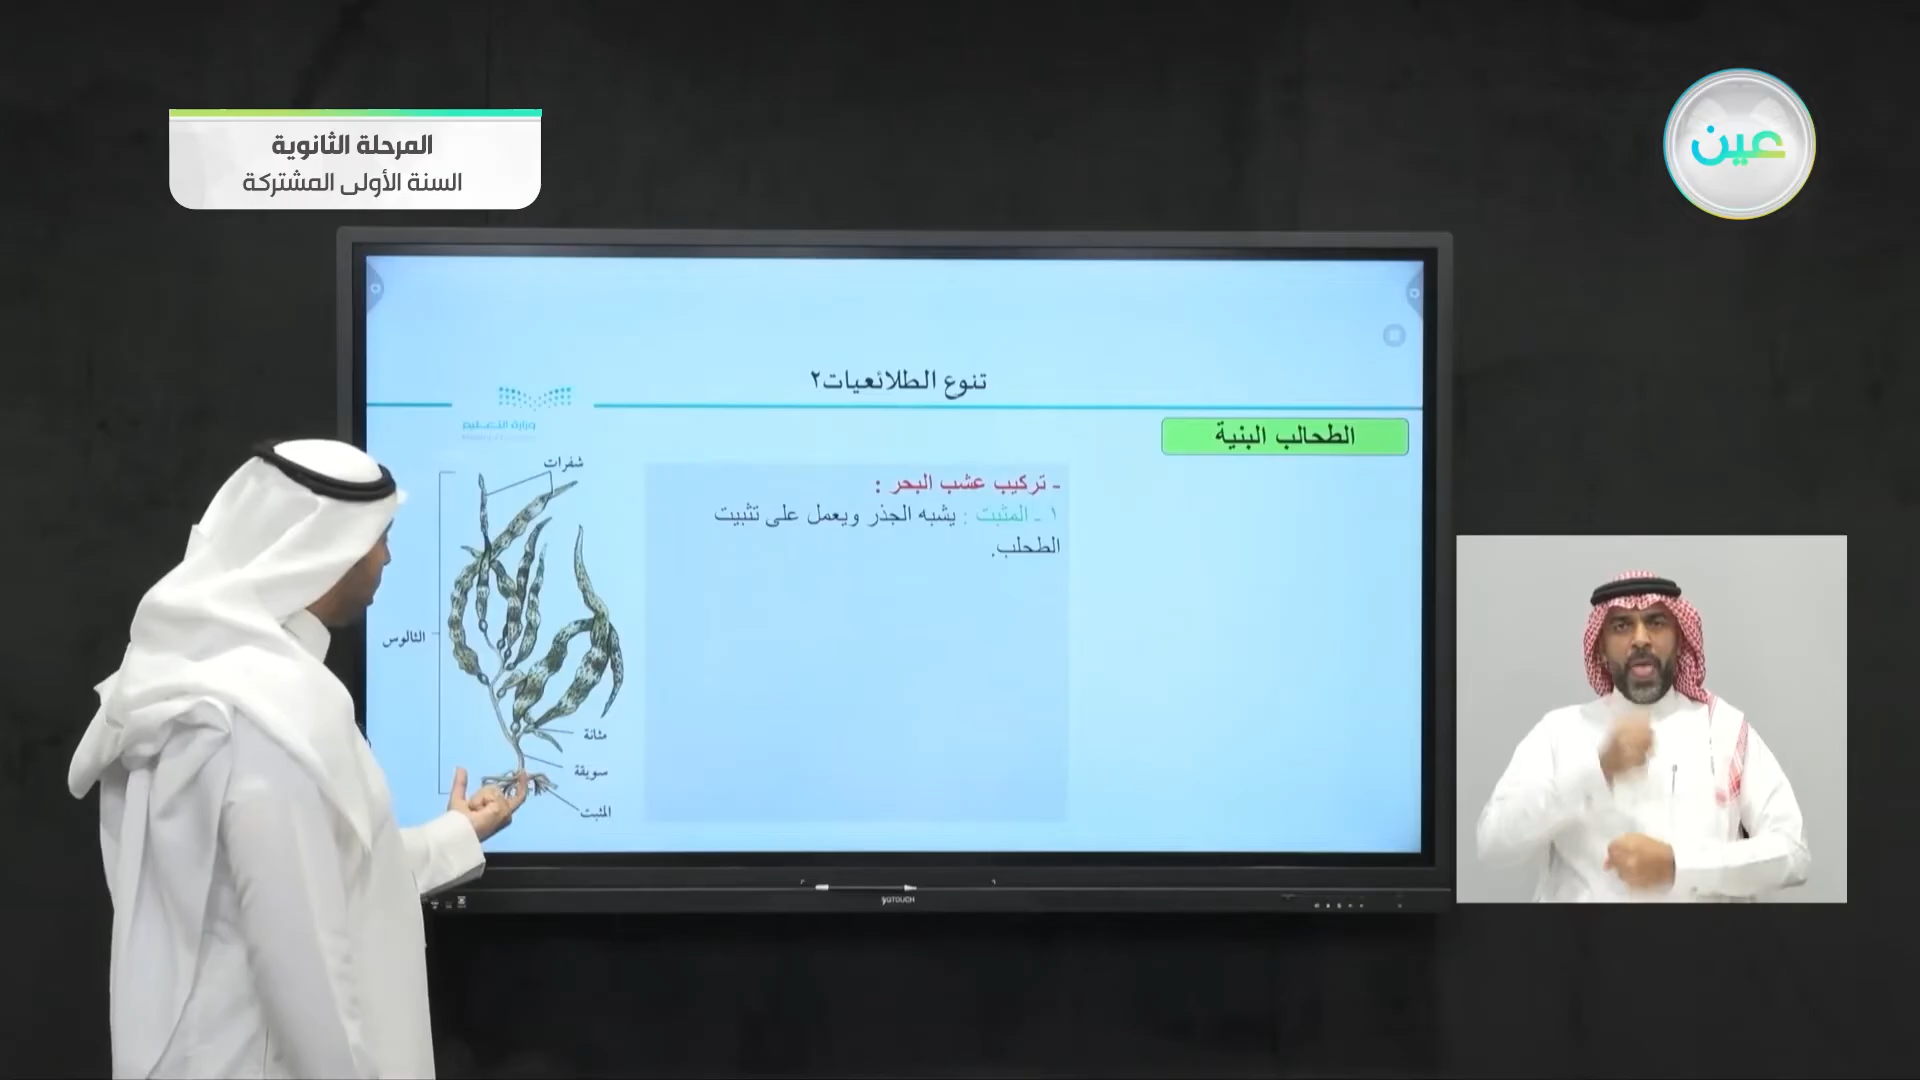 المرحلة الثانوية
السنة الأولى المشتركة
عين
تنوع الطلائعيات٢
وزارة التعليم
الطحالب البنية
- تركيب عشب البحر :
١ - المثبت : يشبه الجذر ويعمل على تثبيت
الطحلب.
شفرات
الثالوس
مثانة
سويقة
المثبت